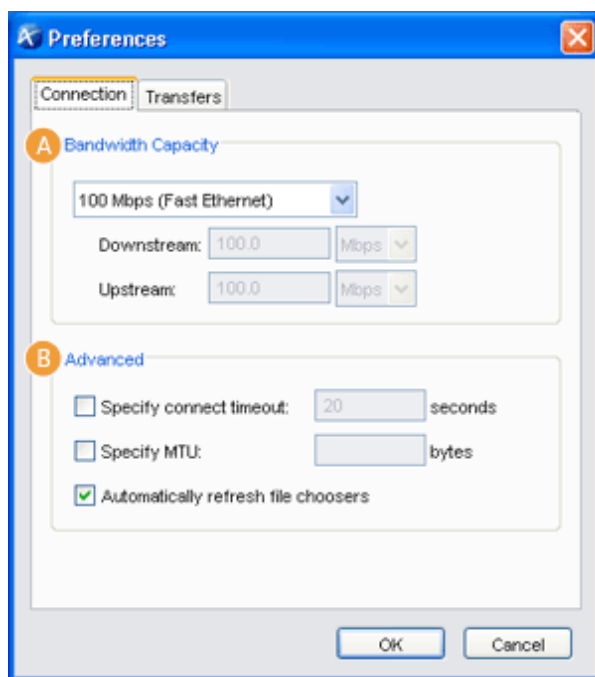 Preferences
Connection Transfers
A Bandwidth Capacity
100 Mbps (Fast Ethernet)
Downstream: 100.0 Mbps
Upstream: 100.0 Mbps
B Advanced
Specify connect timeout: 20 seconds
Specify MTU: bytes
Automatically refresh file choosers
OK Cancel